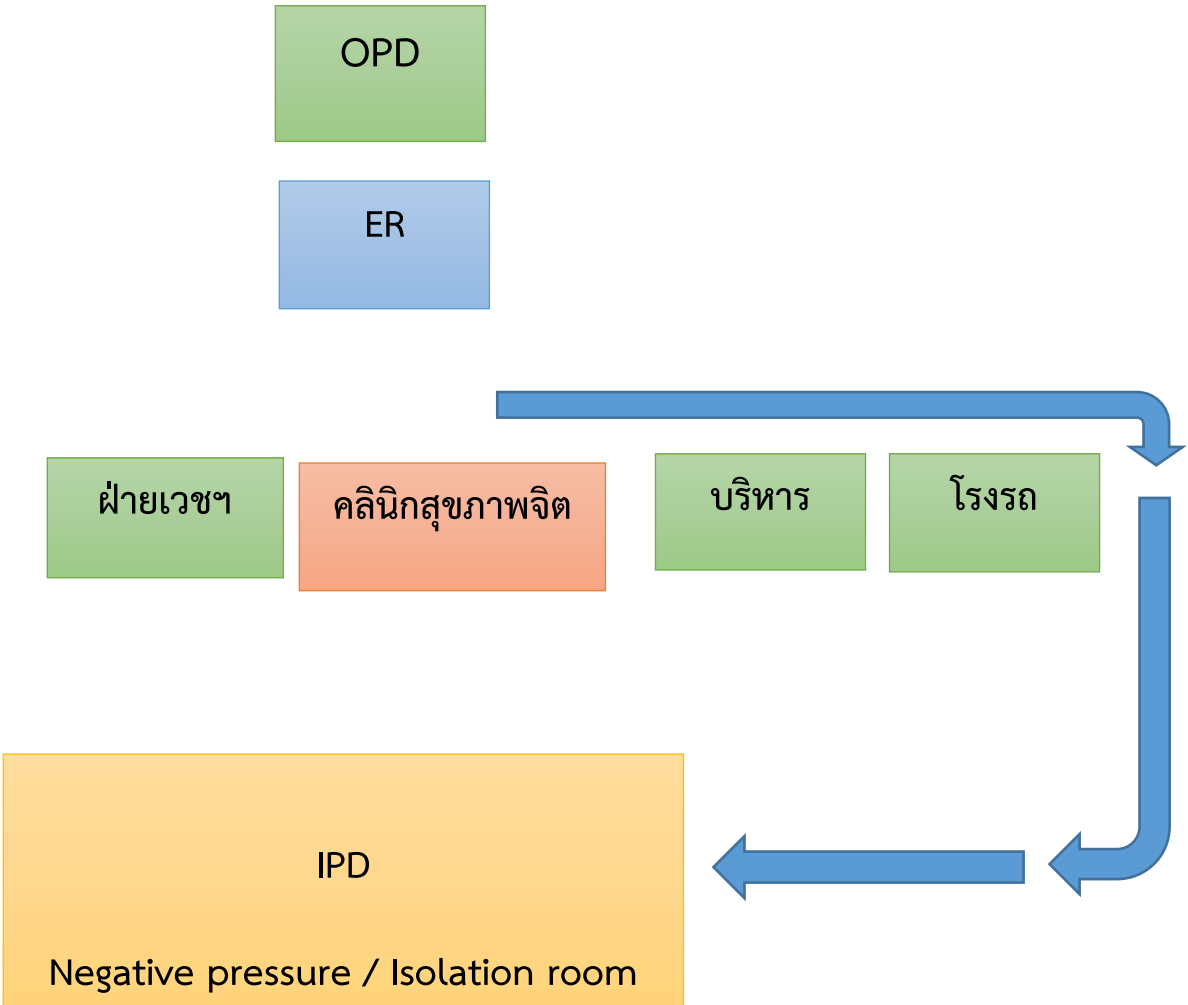 OPD
ER
ฝ่ายเวชฯ
คลินิกสุขภาพจิต
บริหาร
โรงรถ
IPD
Negative pressure / Isolation room